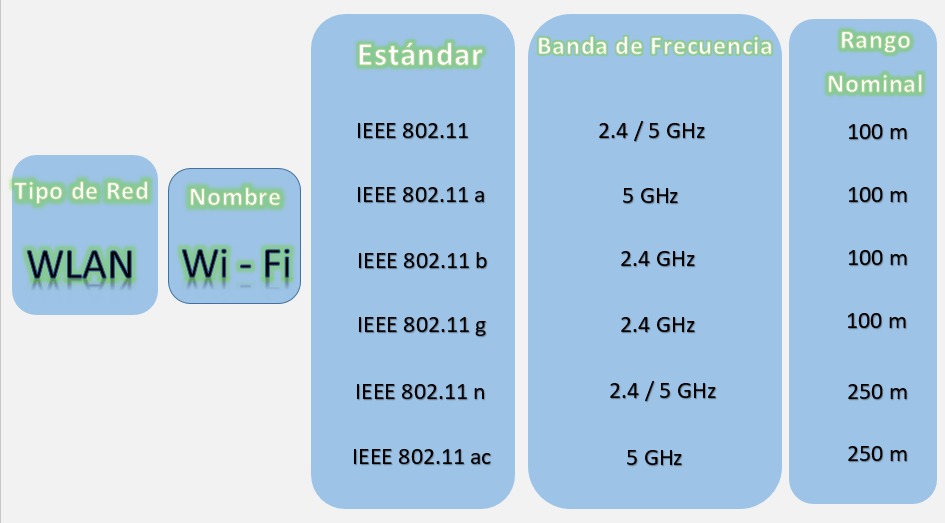 Tipo de Red
WLAN
Nombre
Wi - Fi
Estándar
Banda de Frecuencia
Rango
Nominal
IEEE 802.11
2.4 / 5 GHz
100 m
IEEE 802.11 a
5 GHz
100 m
IEEE 802.11 b
2.4 GHz
100 m
IEEE 802.11 g
2.4 GHz
100 m
IEEE 802.11 n
2.4 / 5 GHz
250 m
IEEE 802.11 ac
5 GHz
250 m